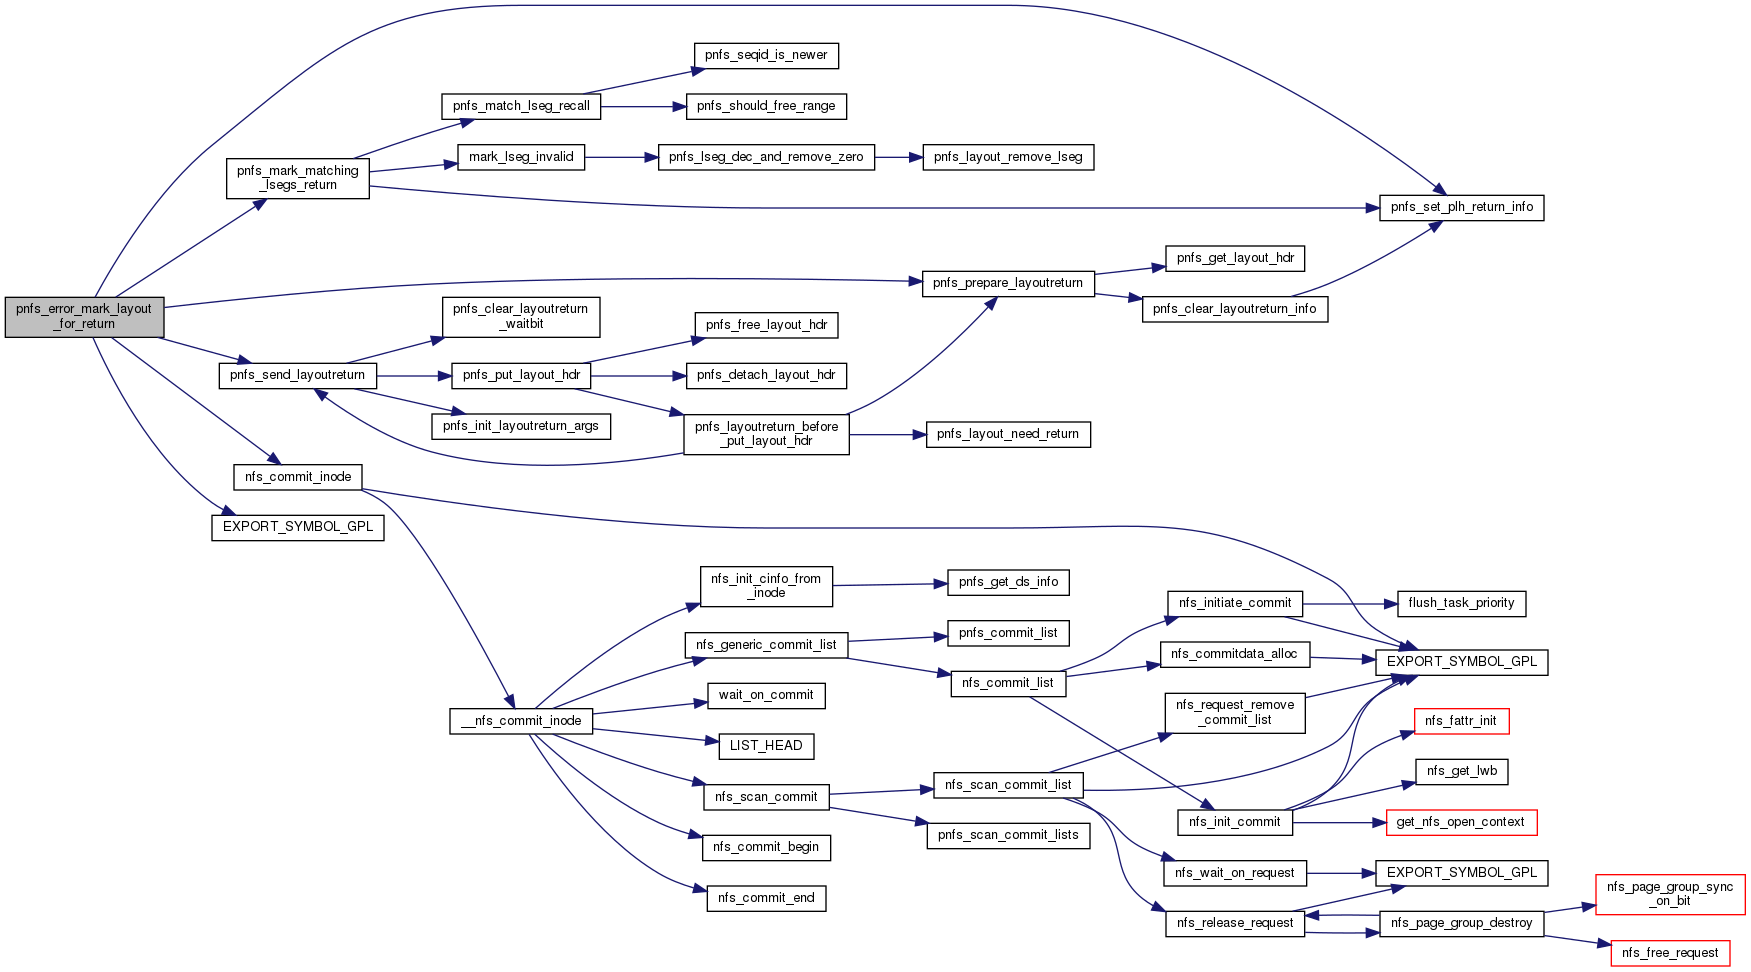 pnfs_seqid_is_newer
pnfs_match_lseg_recall
pnfs_should_free_range
mark_lseg_invalid
pnfs_lseg_dec_and_remove_zero
pnfs_layout_remove_lseg
pnfs_mark_matching
_lsegs_return
pnfs_set_plh_return_info
pnfs_get_layout_hdr
pnfs_prepare_layoutreturn
pnfs_clear_layoutreturn_info
pnfs_error_mark_layout
_for_return
pnfs_clear_layoutreturn
_waitbit
pnfs_free_layout_hdr
pnfs_send_layoutreturn
pnfs_put_layout_hdr
pnfs_detach_layout_hdr
pnfs_init_layoutreturn_args
pnfs_layoutreturn_before
_put_layout_hdr
pnfs_layout_need_return
nfs_commit_inode
EXPORT_SYMBOL_GPL
nfs_init_cinfo_from
_inode
pnfs_get_ds_info
nfs_initiate_commit
flush_task_priority
nfs_generic_commit_list
pnfs_commit_list
nfs_commitdata_alloc
EXPORT_SYMBOL_GPL
nfs_commit_list
wait_on_commit
nfs_request_remove
_commit_list
nfs_fattr_init
__nfs_commit_inode
LIST_HEAD
nfs_get_lwb
nfs_scan_commit
nfs_scan_commit_list
nfs_init_commit
get_nfs_open_context
pnfs_scan_commit_lists
nfs_commit_begin
nfs_wait_on_request
EXPORT_SYMBOL_GPL
nfs_page_group_sync
_on_bit
nfs_commit_end
nfs_release_request
nfs_page_group_destroy
nfs_free_request